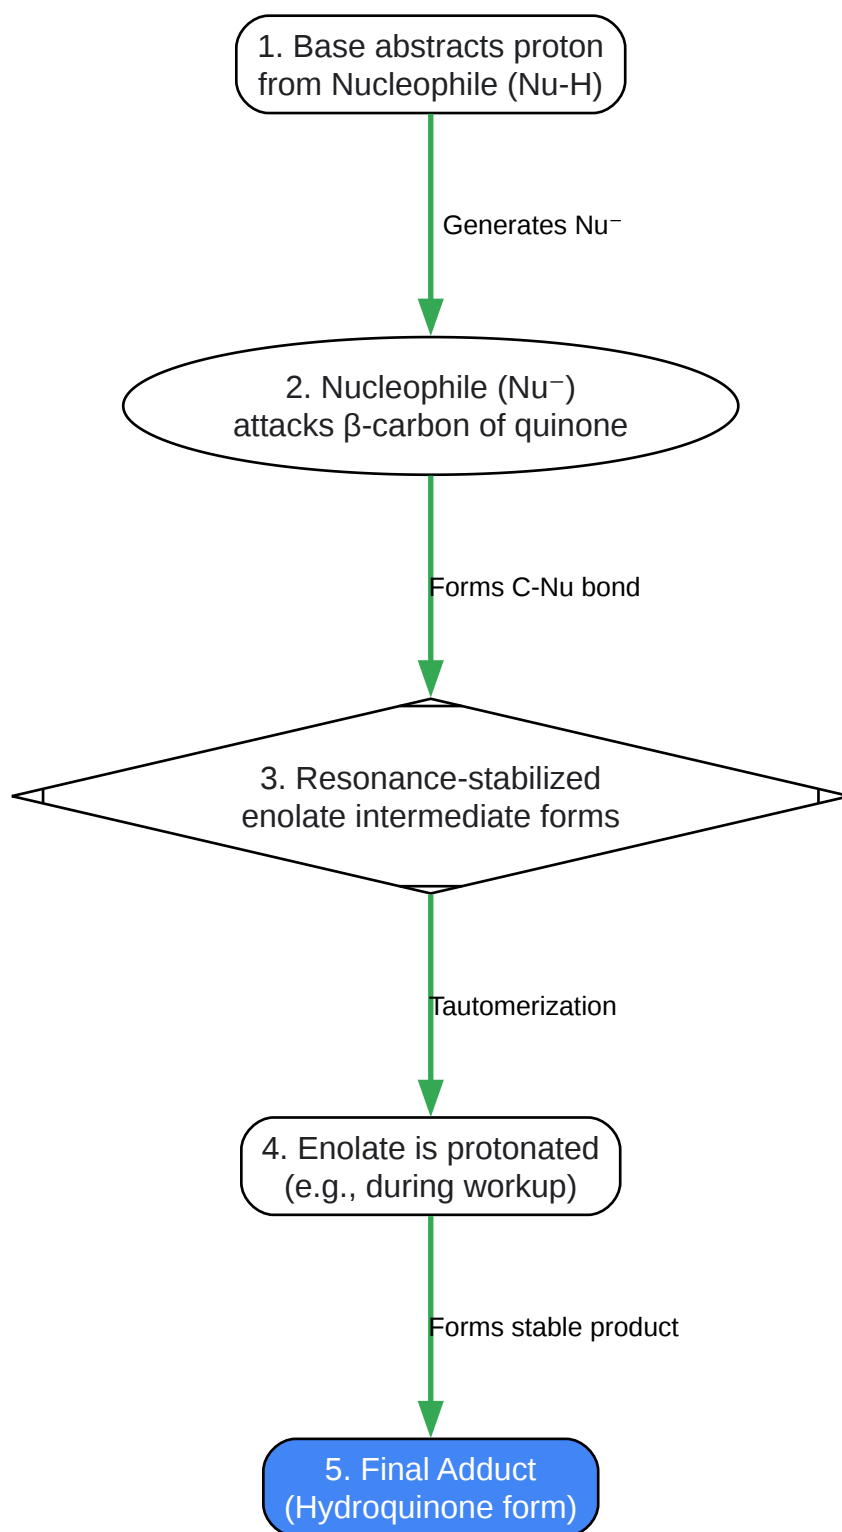 1. Base abstracts proton
from Nucleophile (Nu-H)
Generates Nu⁻
2. Nucleophile (Nu⁻)
attacks β-carbon of quinone
Forms C-Nu bond
3. Resonance-stabilized
enolate intermediate forms
Tautomerization
4. Enolate is protonated
(e.g., during workup)
Forms stable product
5. Final Adduct
(Hydroquinone form)